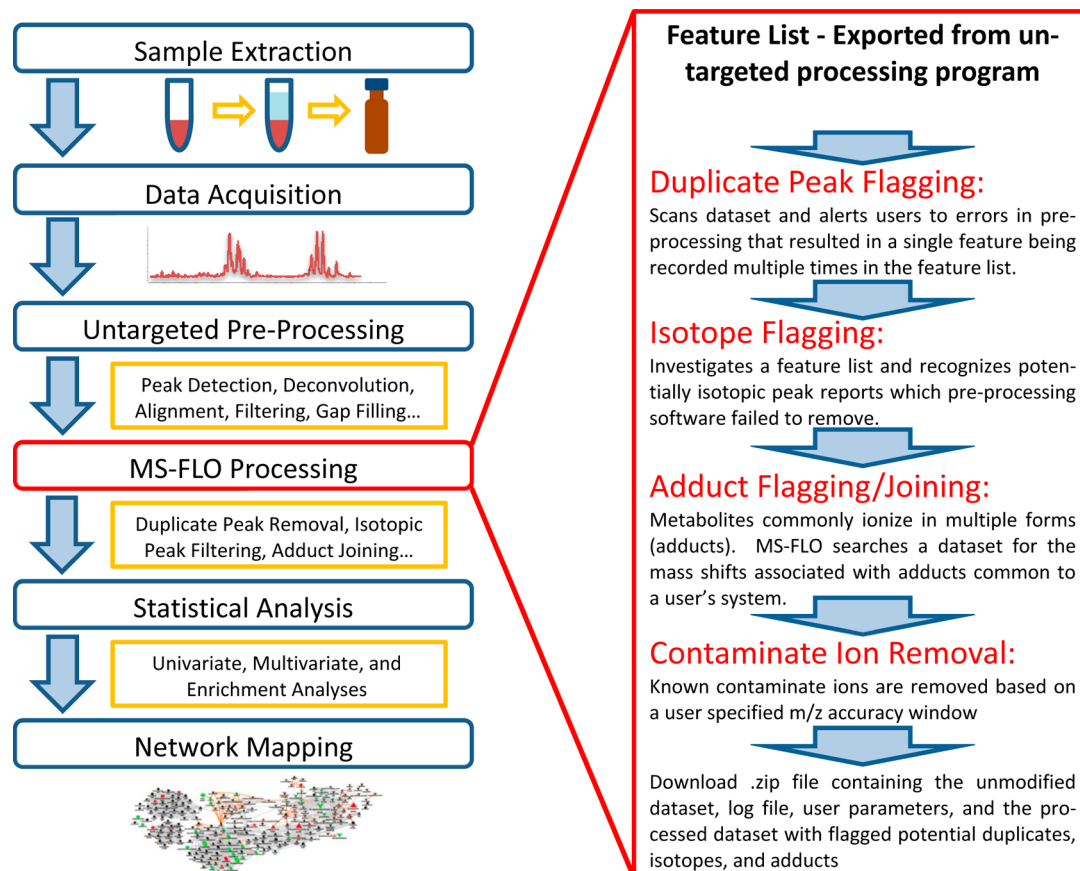 Sample Extraction
Data Acquisition
Untargeted Pre-Processing
Peak Detection, Deconvolution,
Alignment, Filtering, Gap Filling...
MS-FLO Processing
Duplicate Peak Removal, Isotopic
Peak Filtering, Adduct Joining...
Statistical Analysis
Univariate, Multivariate, and
Enrichment Analyses
Network Mapping
Feature List - Exported from un-
targeted processing program
Duplicate Peak Flagging:
Scans dataset and alerts users to errors in pre-
processing that resulted in a single feature being
recorded multiple times in the feature list.
Isotope Flagging:
Investigates a feature list and recognizes poten-
tially isotopic peak reports which pre-processing
software failed to remove.
Adduct Flagging/Joining:
Metabolites commonly ionize in multiple forms
(adducts). MS-FLO searches a dataset for the
mass shifts associated with adducts common to
a user's system.
Contaminate Ion Removal:
Known contaminate ions are removed based on
a user specified m/z accuracy window
Download .zip file containing the unmodified
dataset, log file, user parameters, and the pro-
cessed dataset with flagged potential duplicates,
isotopes, and adducts